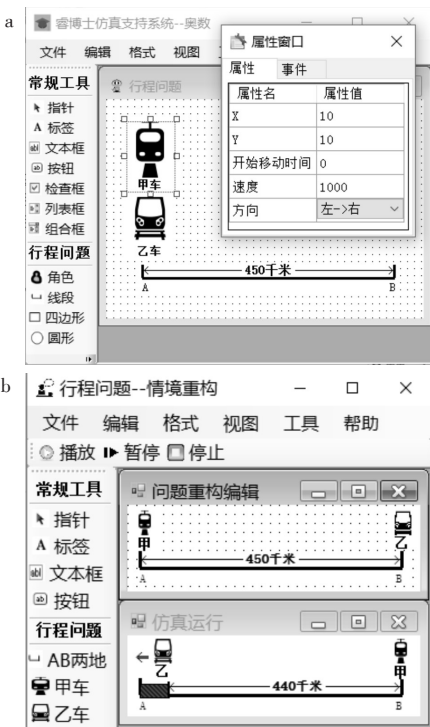 a
睿博士仿真支持系统--奥数
文件 编辑 格式 视图
常规工具
指针
A 标签
文本框
按钮
检查框
列表框
组合框
行程问题
角色
线段
四边形
圆形
行程问题
甲车
乙车
450千米
A B
属性窗口
属性 事件
属性名 属性值
X 10
Y 10
开始移动时间 0
速度 1000
方向 左->右
b
行程问题--情境重构
文件 编辑 格式 视图 工具 帮助
播放 暂停 停止
常规工具
指针
A 标签
文本框
按钮
行程问题
AB两地
甲车
乙车
问题重构编辑
甲 乙
450千米
A B
仿真运行
乙 甲
440千米
A B